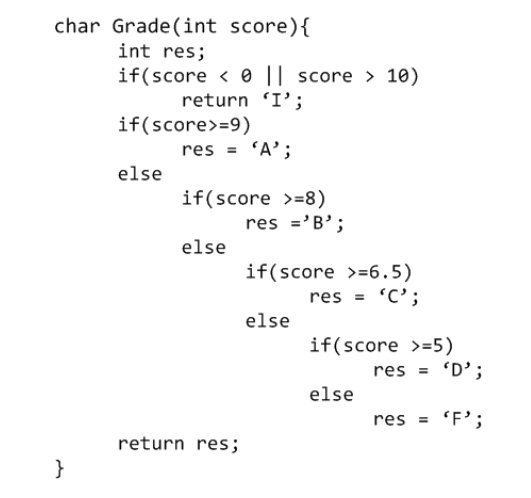 char Grade(int score){
int res;
if(score < 0 || score > 10)
return ‘I’;
if(score>=9)
res = ‘A’;
else
if(score >=8)
res =’B’;
else
if(score >=6.5)
res = ‘C’;
else
if(score >=5)
res = ‘D’;
else
res = ‘F’;
return res;
}